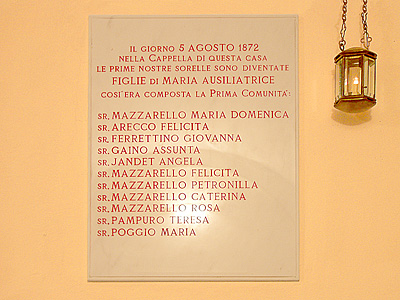 IL GIORNO 5 AGOSTO 1872
NELLA CAPPELLA DI QUESTA CASA
LE PRIME NOSTRE SORELLE SONO DIVENTATE
FIGLIE DI MARIA AUSILIATRICE
COSI' ERA COMPOSTA LA PRIMA COMUNITA':
SR. MAZZARELLO MARIA DOMENICA
SR. ARECCO FELICITA
SR. FERRETTINO GIOVANNA
SR. GAINO ASSUNTA
SR. JANDET ANGELA
SR. MAZZARELLO FELICITA
SR. MAZZARELLO PETRONILLA
SR. MAZZARELLO CATERINA
SR. MAZZARELLO ROSA
SR. PAMPURO TERESA
SR. POGGIO MARIA